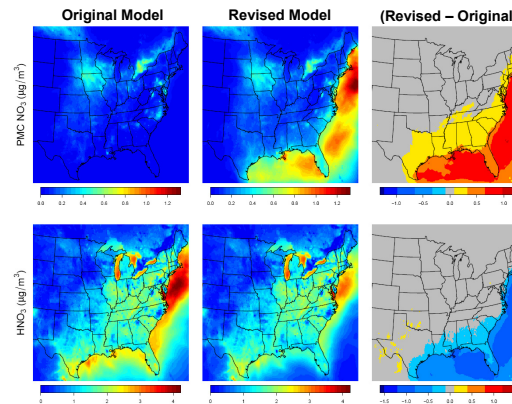 Original Model
Revised Model
(Revised – Original
PMC NO3 (μg/m3)
0.0 0.2 0.4 0.6 0.8 1.0 1.2
0.0 0.2 0.4 0.6 0.8 1.0 1.2
−1.0 −0.5 0.0 0.5 1.0
HNO3 (μg/m3)
0 1 2 3 4
0 1 2 3 4
−1.5 −1.0 −0.5 0.0 0.5 1.0